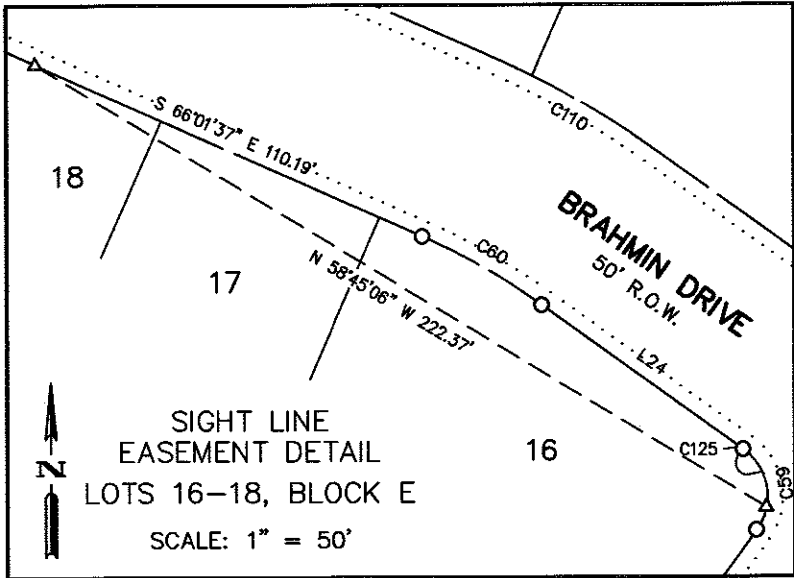 C110
S 66°01'37" E 110.19'
18
BRAHMIN DRIVE
50' R.O.W.
C60
17
N 58°45'06" W 222.37'
L24
SIGHT LINE
EASEMENT DETAIL
LOTS 16-18, BLOCK E
SCALE: 1" = 50'
N
16
C125
C59